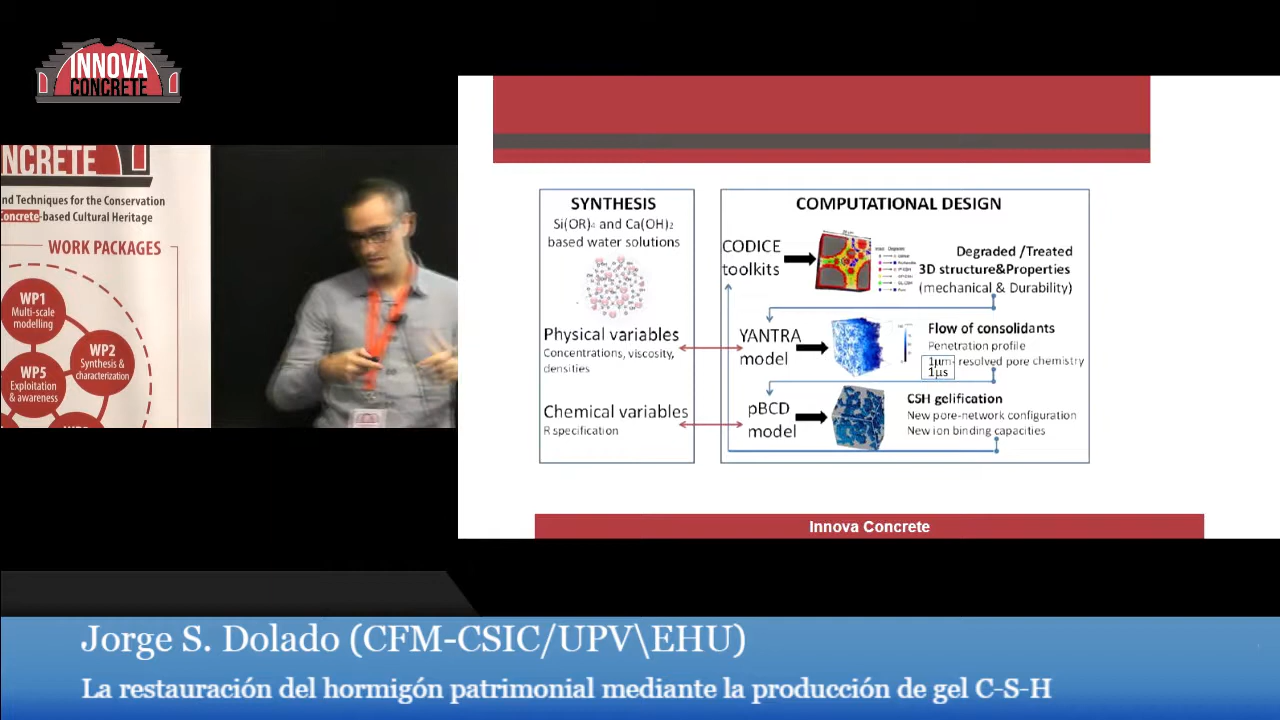 INNOVA
CONCRETE
NCRETE
nd Techniques for the Conservation
Concrete-based Cultural Heritage
WORK PACKAGES
WP1
Multi-scale
modelling
WP2
Synthesis &
characterization
WP5
Exploitation
& awareness
SYNTHESIS
Si(OR)4 and Ca(OH)2
based water solutions
Physical variables
Concentrations, viscosity,
densities
Chemical variables
R specification
COMPUTATIONAL DESIGN
CODICE
toolkits
Degraded /Treated
3D structure&Properties
(mechanical & Durability)
YANTRA
model
Flow of consolidants
Penetration profile
1µm- resolved pore chemistry
1µs
pBCD
model
CSH gelification
New pore-network configuration
New ion binding capacities
Innova Concrete
Jorge S. Dolado (CFM-CSIC/UPV\EHU)
La restauración del hormigón patrimonial mediante la producción de gel C-S-H